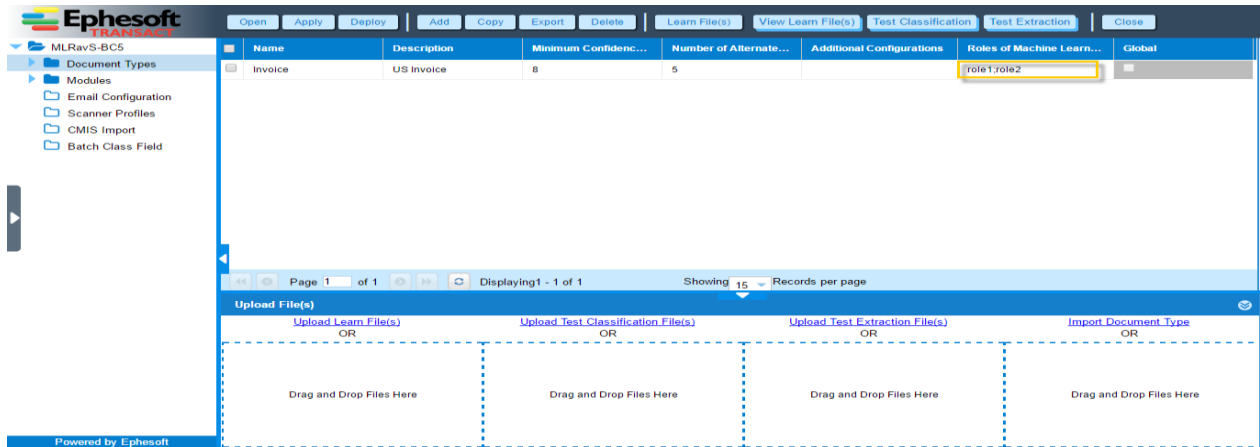 Ephesoft
TRANSACT
Open Apply Deploy Add Copy Export Delete Learn File(s) View Learn File(s) Test Classification Test Extraction Close
MLRavS-BC5
Document Types
Modules
Email Configuration
Scanner Profiles
CMIS Import
Batch Class Field
Name Description Minimum Confidenc... Number of Alternate... Additional Configurations Roles of Machine Learn... Global
Invoice US Invoice 8 5 role1;role2
Page 1 of 1 Displaying1 - 1 of 1 Showing 15 Records per page
Upload File(s)
Upload Learn File(s) Upload Test Classification File(s) Upload Test Extraction File(s) Import Document Type
OR OR OR OR
Drag and Drop Files Here Drag and Drop Files Here Drag and Drop Files Here Drag and Drop Files Here
Powered by Ephesoft